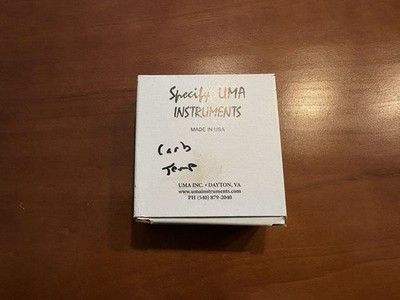 Specify UMA
INSTRUMENTS
MADE IN USA
Carb
Temp
UMA INC. • DAYTON, VA
www.umainstruments.com
PH (540) 879-2040